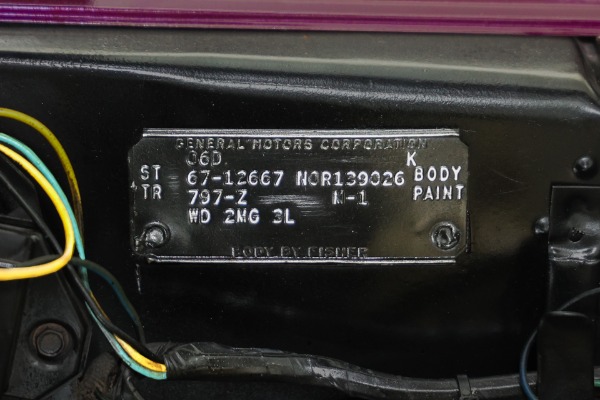 GENERAL MOTORS CORPORATION
06D K
ST 67-12667 NOR139026 BODY
TR 797-Z N-1 PAINT
WD 2MG 3L
BODY BY FISHER